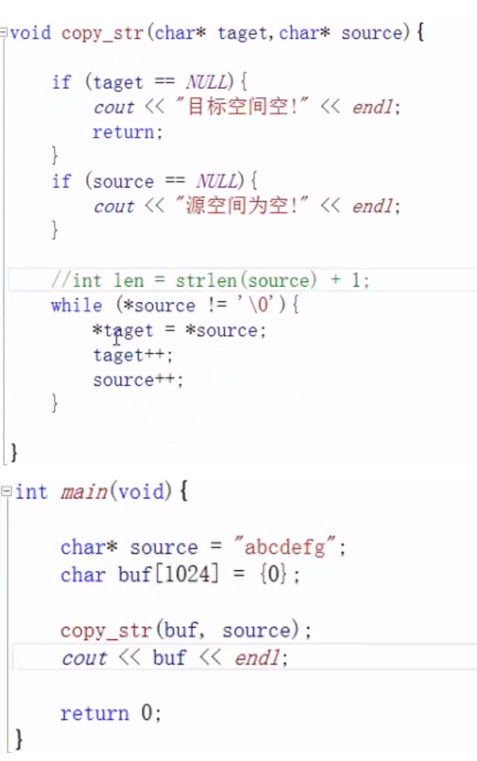 void copy_str(char* taget,char* source){
if (taget == NULL){
cout << "目标空间空!" << endl;
return;
}
if (source == NULL){
cout << "源空间为空!" << endl;
}
//int len = strlen(source) + 1;
while (*source != '\0'){
*taget = *source;
taget++;
source++;
}
}
int main(void){
char* source = "abcdefg";
char buf[1024] = {0};
copy_str(buf, source);
cout << buf << endl;
return 0;
}